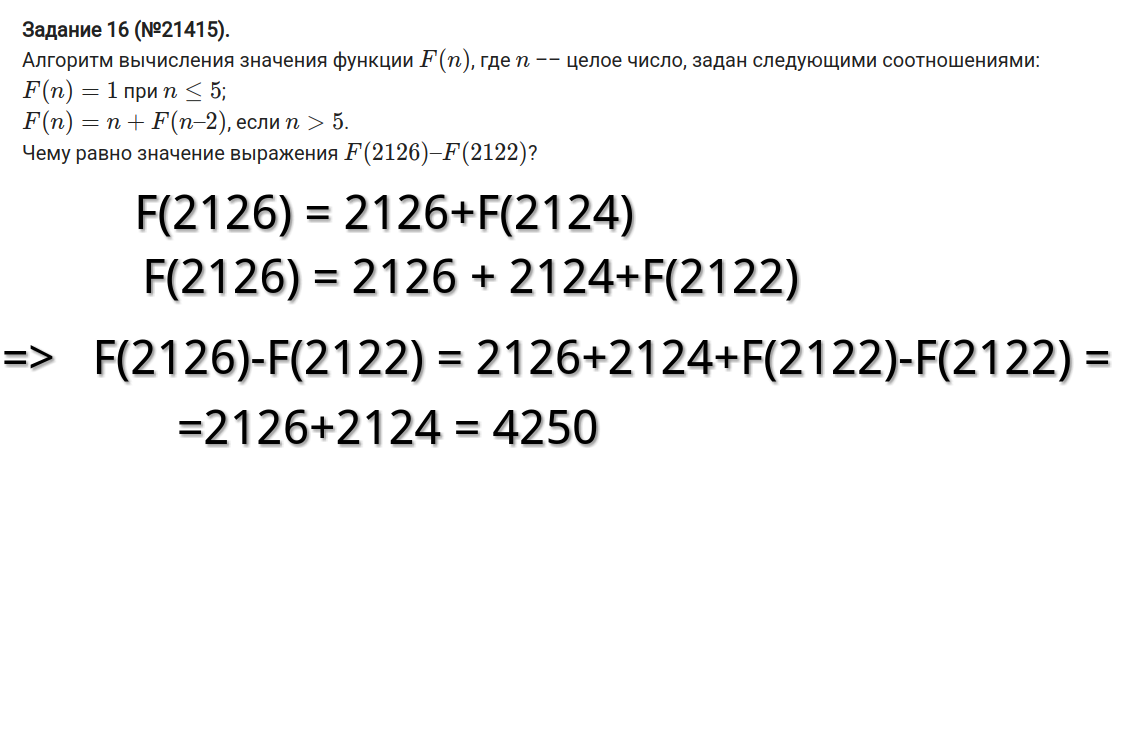 Задание 16 (№21415).
Алгоритм вычисления значения функции F(n), где n –– целое число, задан следующими соотношениями:
F(n) = 1 при n ≤ 5;
F(n) = n + F(n–2), если n > 5.
Чему равно значение выражения F(2126)–F(2122)?
F(2126) = 2126+F(2124)
F(2126) = 2126 + 2124+F(2122)
=> F(2126)-F(2122) = 2126+2124+F(2122)-F(2122) =
=2126+2124 = 4250